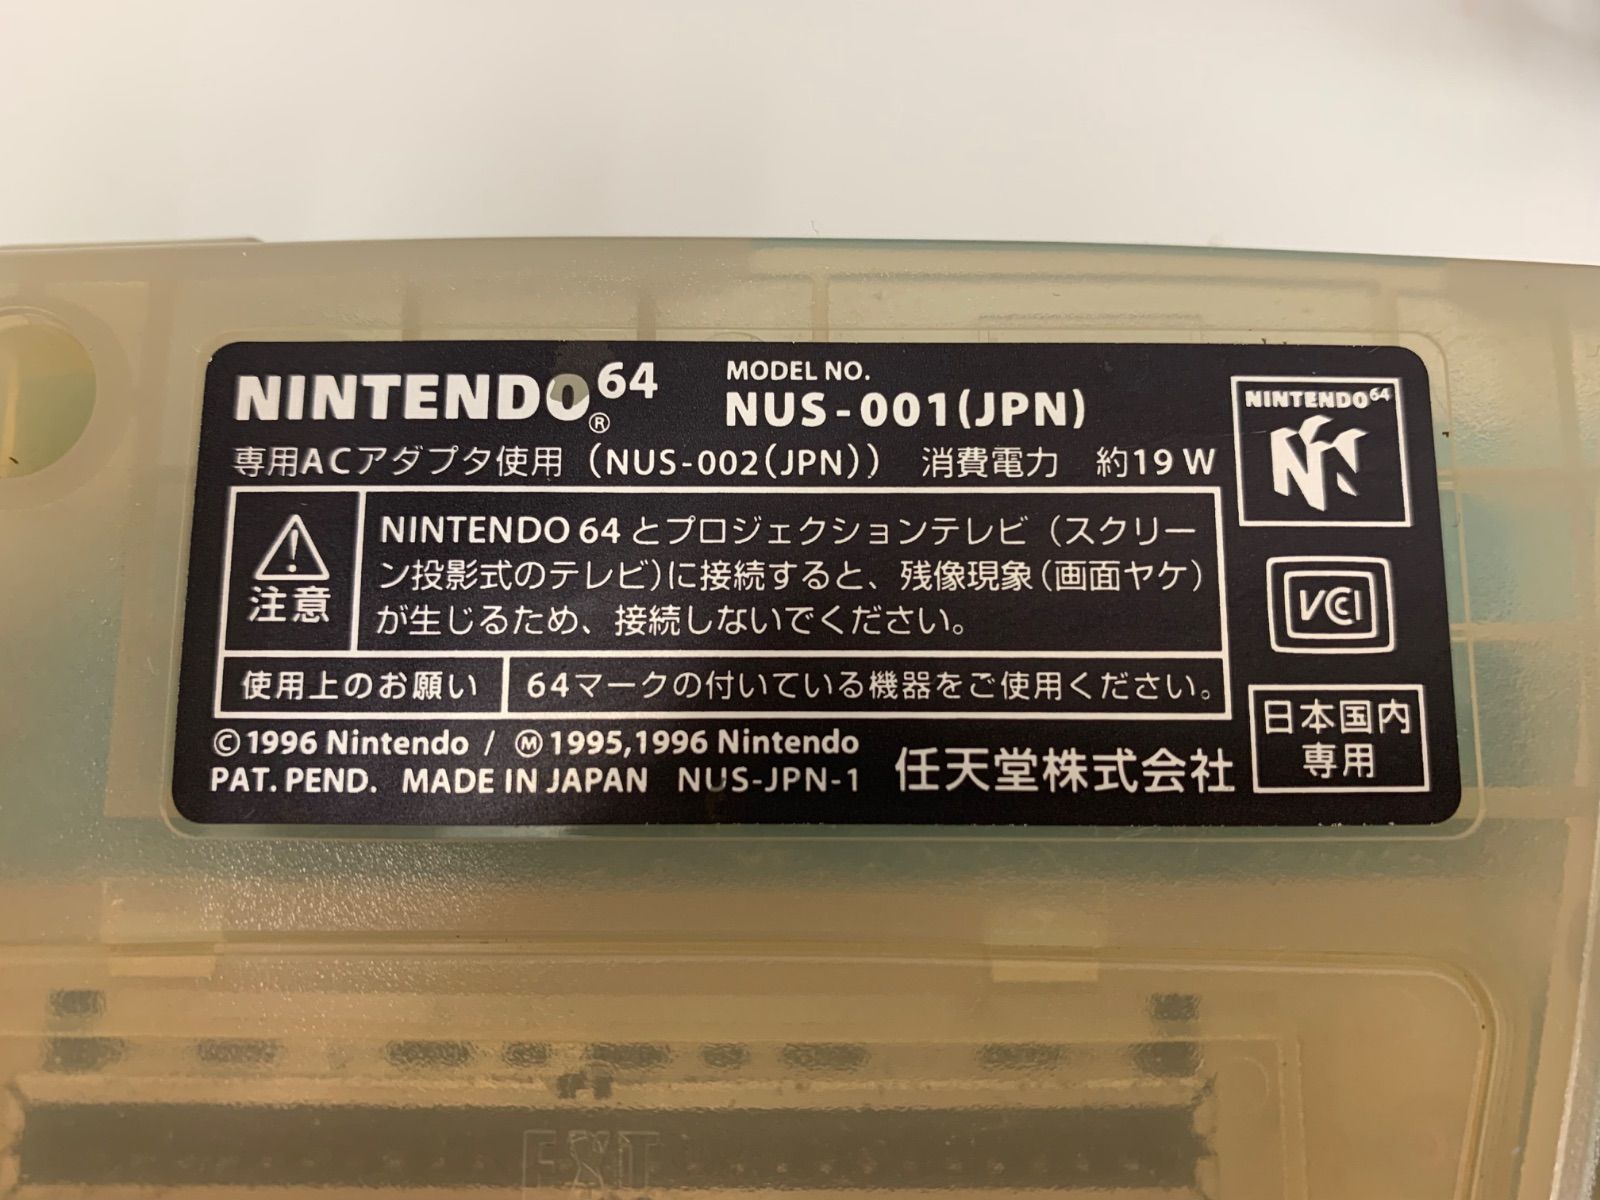 NINTENDO®64
MODEL NO.
NUS-001(JPN)
専用ACアダプタ使用（NUS-002(JPN)） 消費電力 約19W
注意
NINTENDO 64とプロジェクションテレビ（スクリー
ン投影式のテレビ)に接続すると、残像現象(画面ヤケ)
が生じるため、接続しないでください。
使用上のお願い
64マークの付いている機器をご使用ください。
© 1996 Nintendo / Ⓜ 1995,1996 Nintendo
PAT. PEND. MADE IN JAPAN NUS-JPN-1
任天堂株式会社
NINTENDO64
VCCI
日本国内
専用
EXT